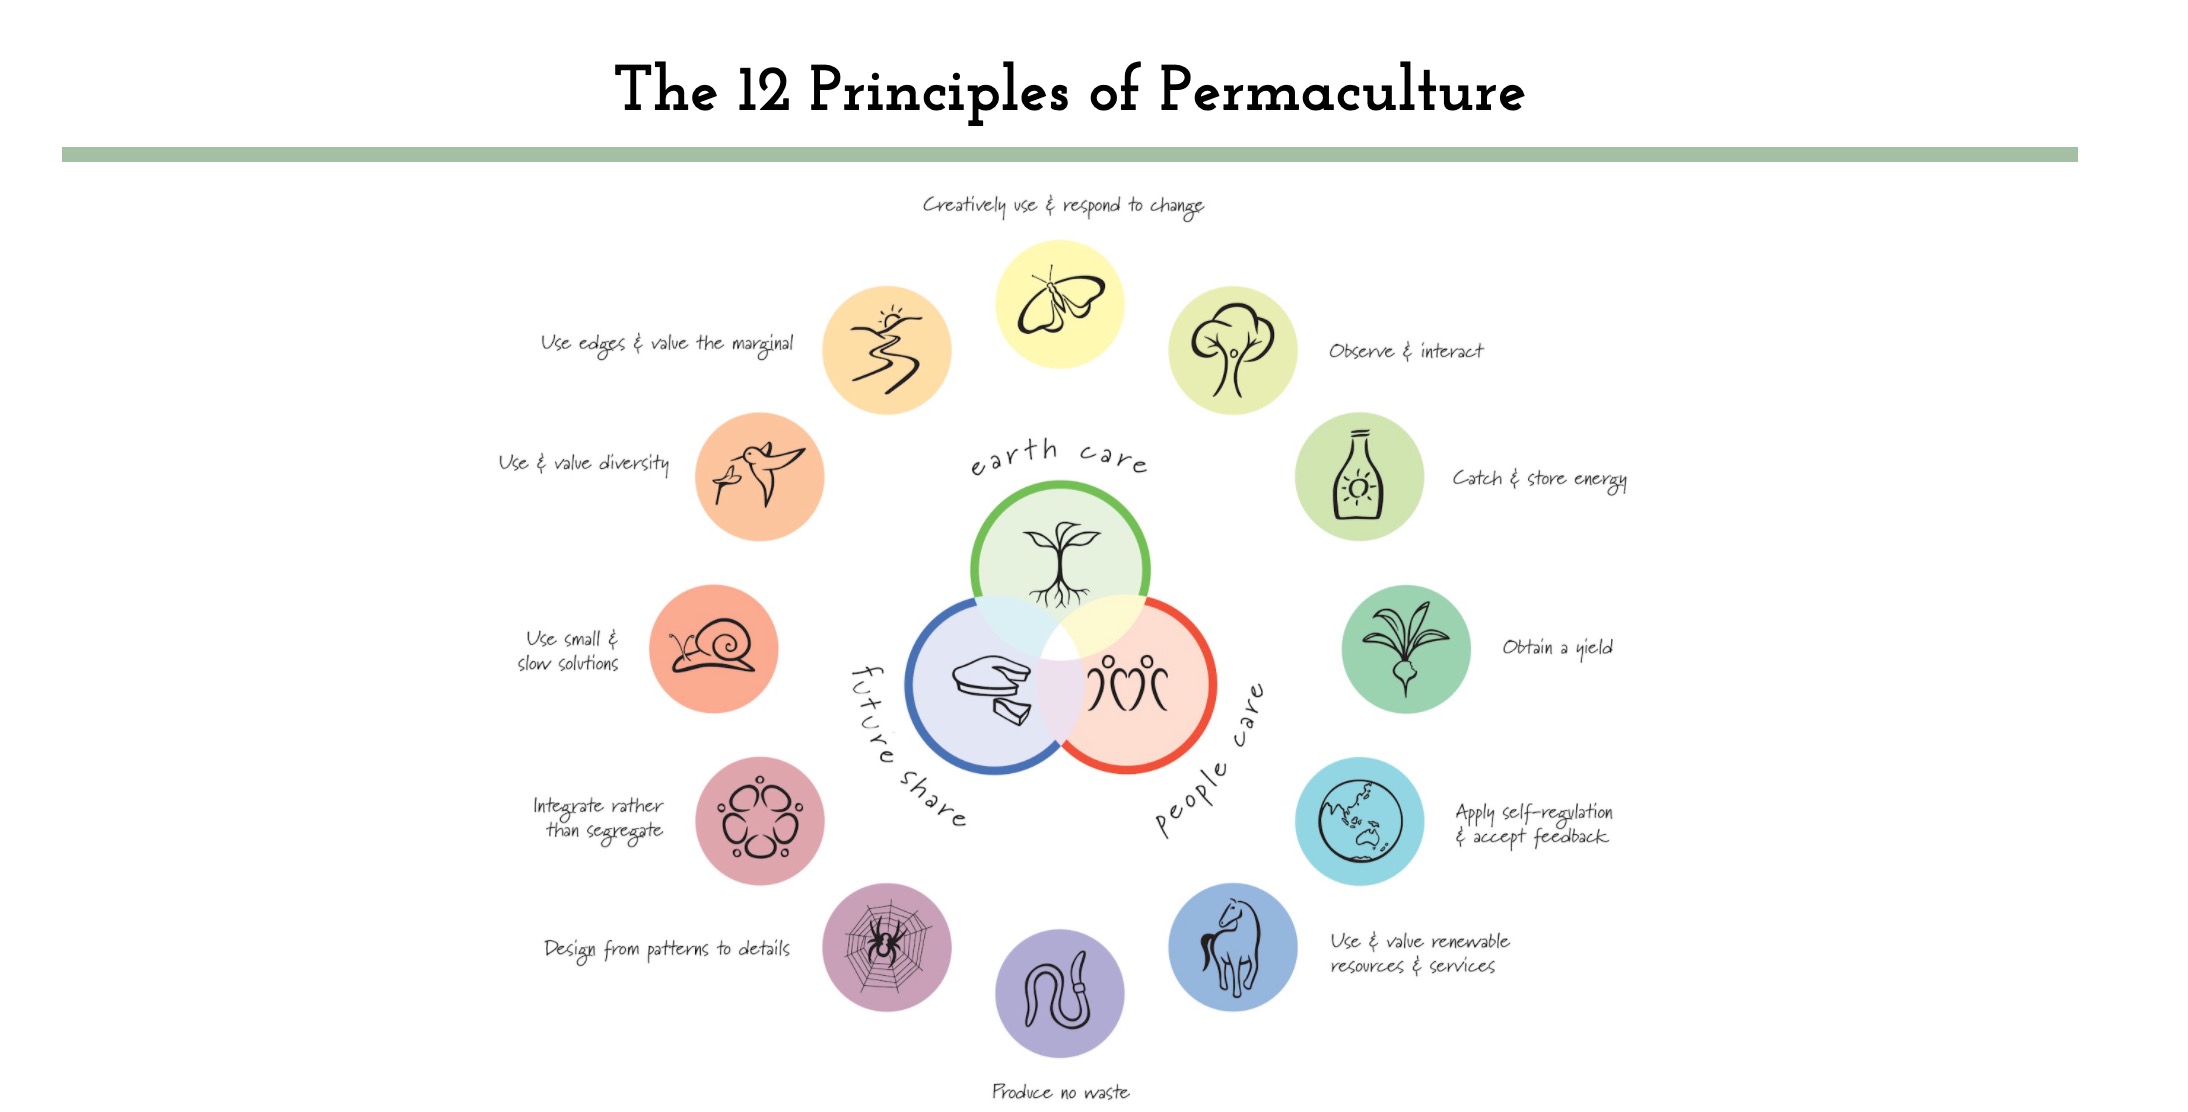 The 12 Principles of Permaculture
Creatively use & respond to change
Observe & interact
Catch & store energy
Obtain a yield
Apply self-regulation
& accept feedback
Use & value renewable
resources & services
Produce no waste
Design from patterns to details
Integrate rather
than segregate
Use small &
slow solutions
Use & value diversity
Use edges & value the marginal
earth care
people care
future share